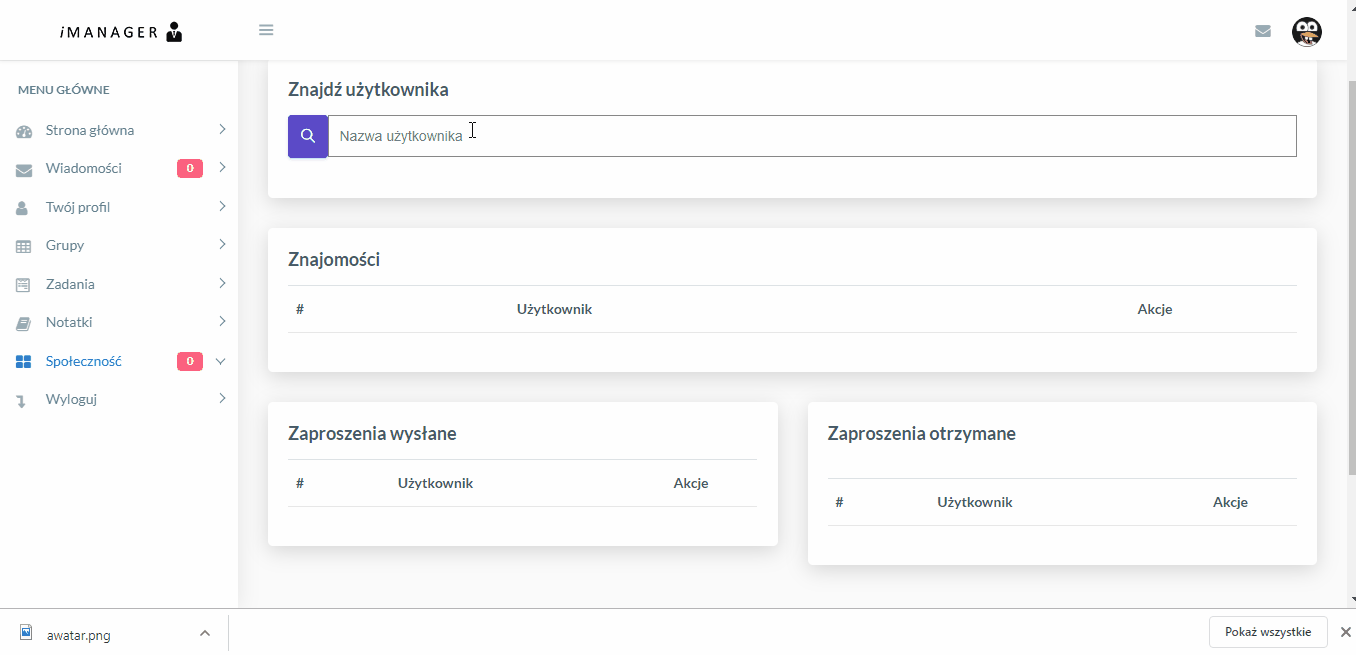 iMANAGER
MENU GŁÓWNE
Strona główna
Wiadomości 0
Twój profil
Grupy
Zadania
Notatki
Społeczność 0
Wyloguj
Znajdź użytkownika
Nazwa użytkownika
Znajomości
# Użytkownik Akcje
Zaproszenia wysłane
# Użytkownik Akcje
Zaproszenia otrzymane
# Użytkownik Akcje
awatar.png
Pokaż wszystkie